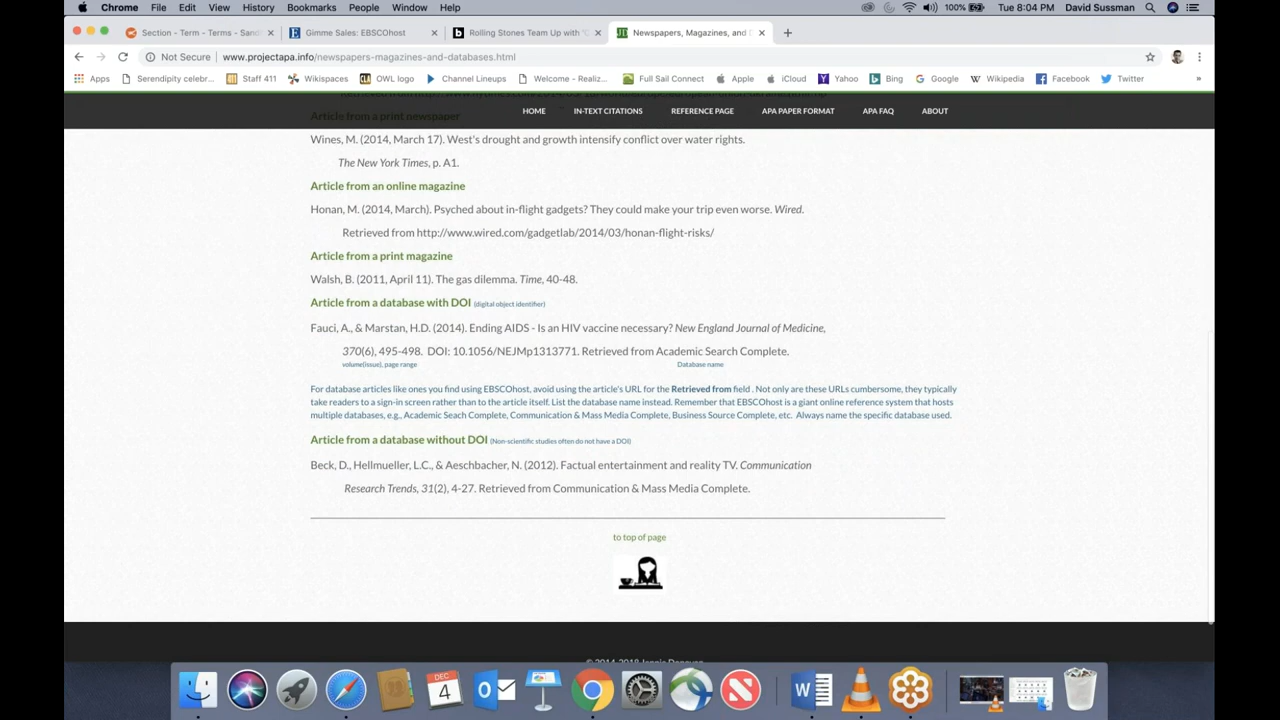 Chrome File Edit View History Bookmarks People Window Help 100% Tue 8:04 PM David Sussman
Section - Term - Terms - Sand
Gimme Sales: EBSCOhost
Rolling Stones Team Up with
Newspapers, Magazines, and D
Not Secure www.projectapa.info/newspapers-magazines-and-databases.html
Apps Serendipity celebr... Staff 411 Wikispaces OWL logo Channel Lineups Welcome - Realiz... Full Sail Connect Apple iCloud Yahoo Bing Google Wikipedia Facebook Twitter »
HOME IN-TEXT CITATIONS REFERENCE PAGE APA PAPER FORMAT APA FAQ ABOUT
Article from a print newspaper
Wines, M. (2014, March 17). West's drought and growth intensify conflict over water rights.
The New York Times, p. A1.
Article from an online magazine
Honan, M. (2014, March). Psyched about in-flight gadgets? They could make your trip even worse. Wired.
Retrieved from http://www.wired.com/gadgetlab/2014/03/honan-flight-risks/
Article from a print magazine
Walsh, B. (2011, April 11). The gas dilemma. Time, 40-48.
Article from a database with DOI (digital object identifier)
Fauci, A., & Marstan, H.D. (2014). Ending AIDS - Is an HIV vaccine necessary? New England Journal of Medicine,
370(6), 495-498. DOI: 10.1056/NEJMp1313771. Retrieved from Academic Search Complete.
volume(issue), page range Database name
For database articles like ones you find using EBSCOhost, avoid using the article's URL for the Retrieved from field . Not only are these URLs cumbersome, they typically
take readers to a sign-in screen rather than to the article itself. List the database name instead. Remember that EBSCOhost is a giant online reference system that hosts
multiple databases, e.g., Academic Seach Complete, Communication & Mass Media Complete, Business Source Complete, etc. Always name the specific database used.
Article from a database without DOI (Non-scientific studies often do not have a DOI)
Beck, D., Hellmueller, L.C., & Aeschbacher, N. (2012). Factual entertainment and reality TV. Communication
Research Trends, 31(2), 4-27. Retrieved from Communication & Mass Media Complete.
to top of page
DEC
4